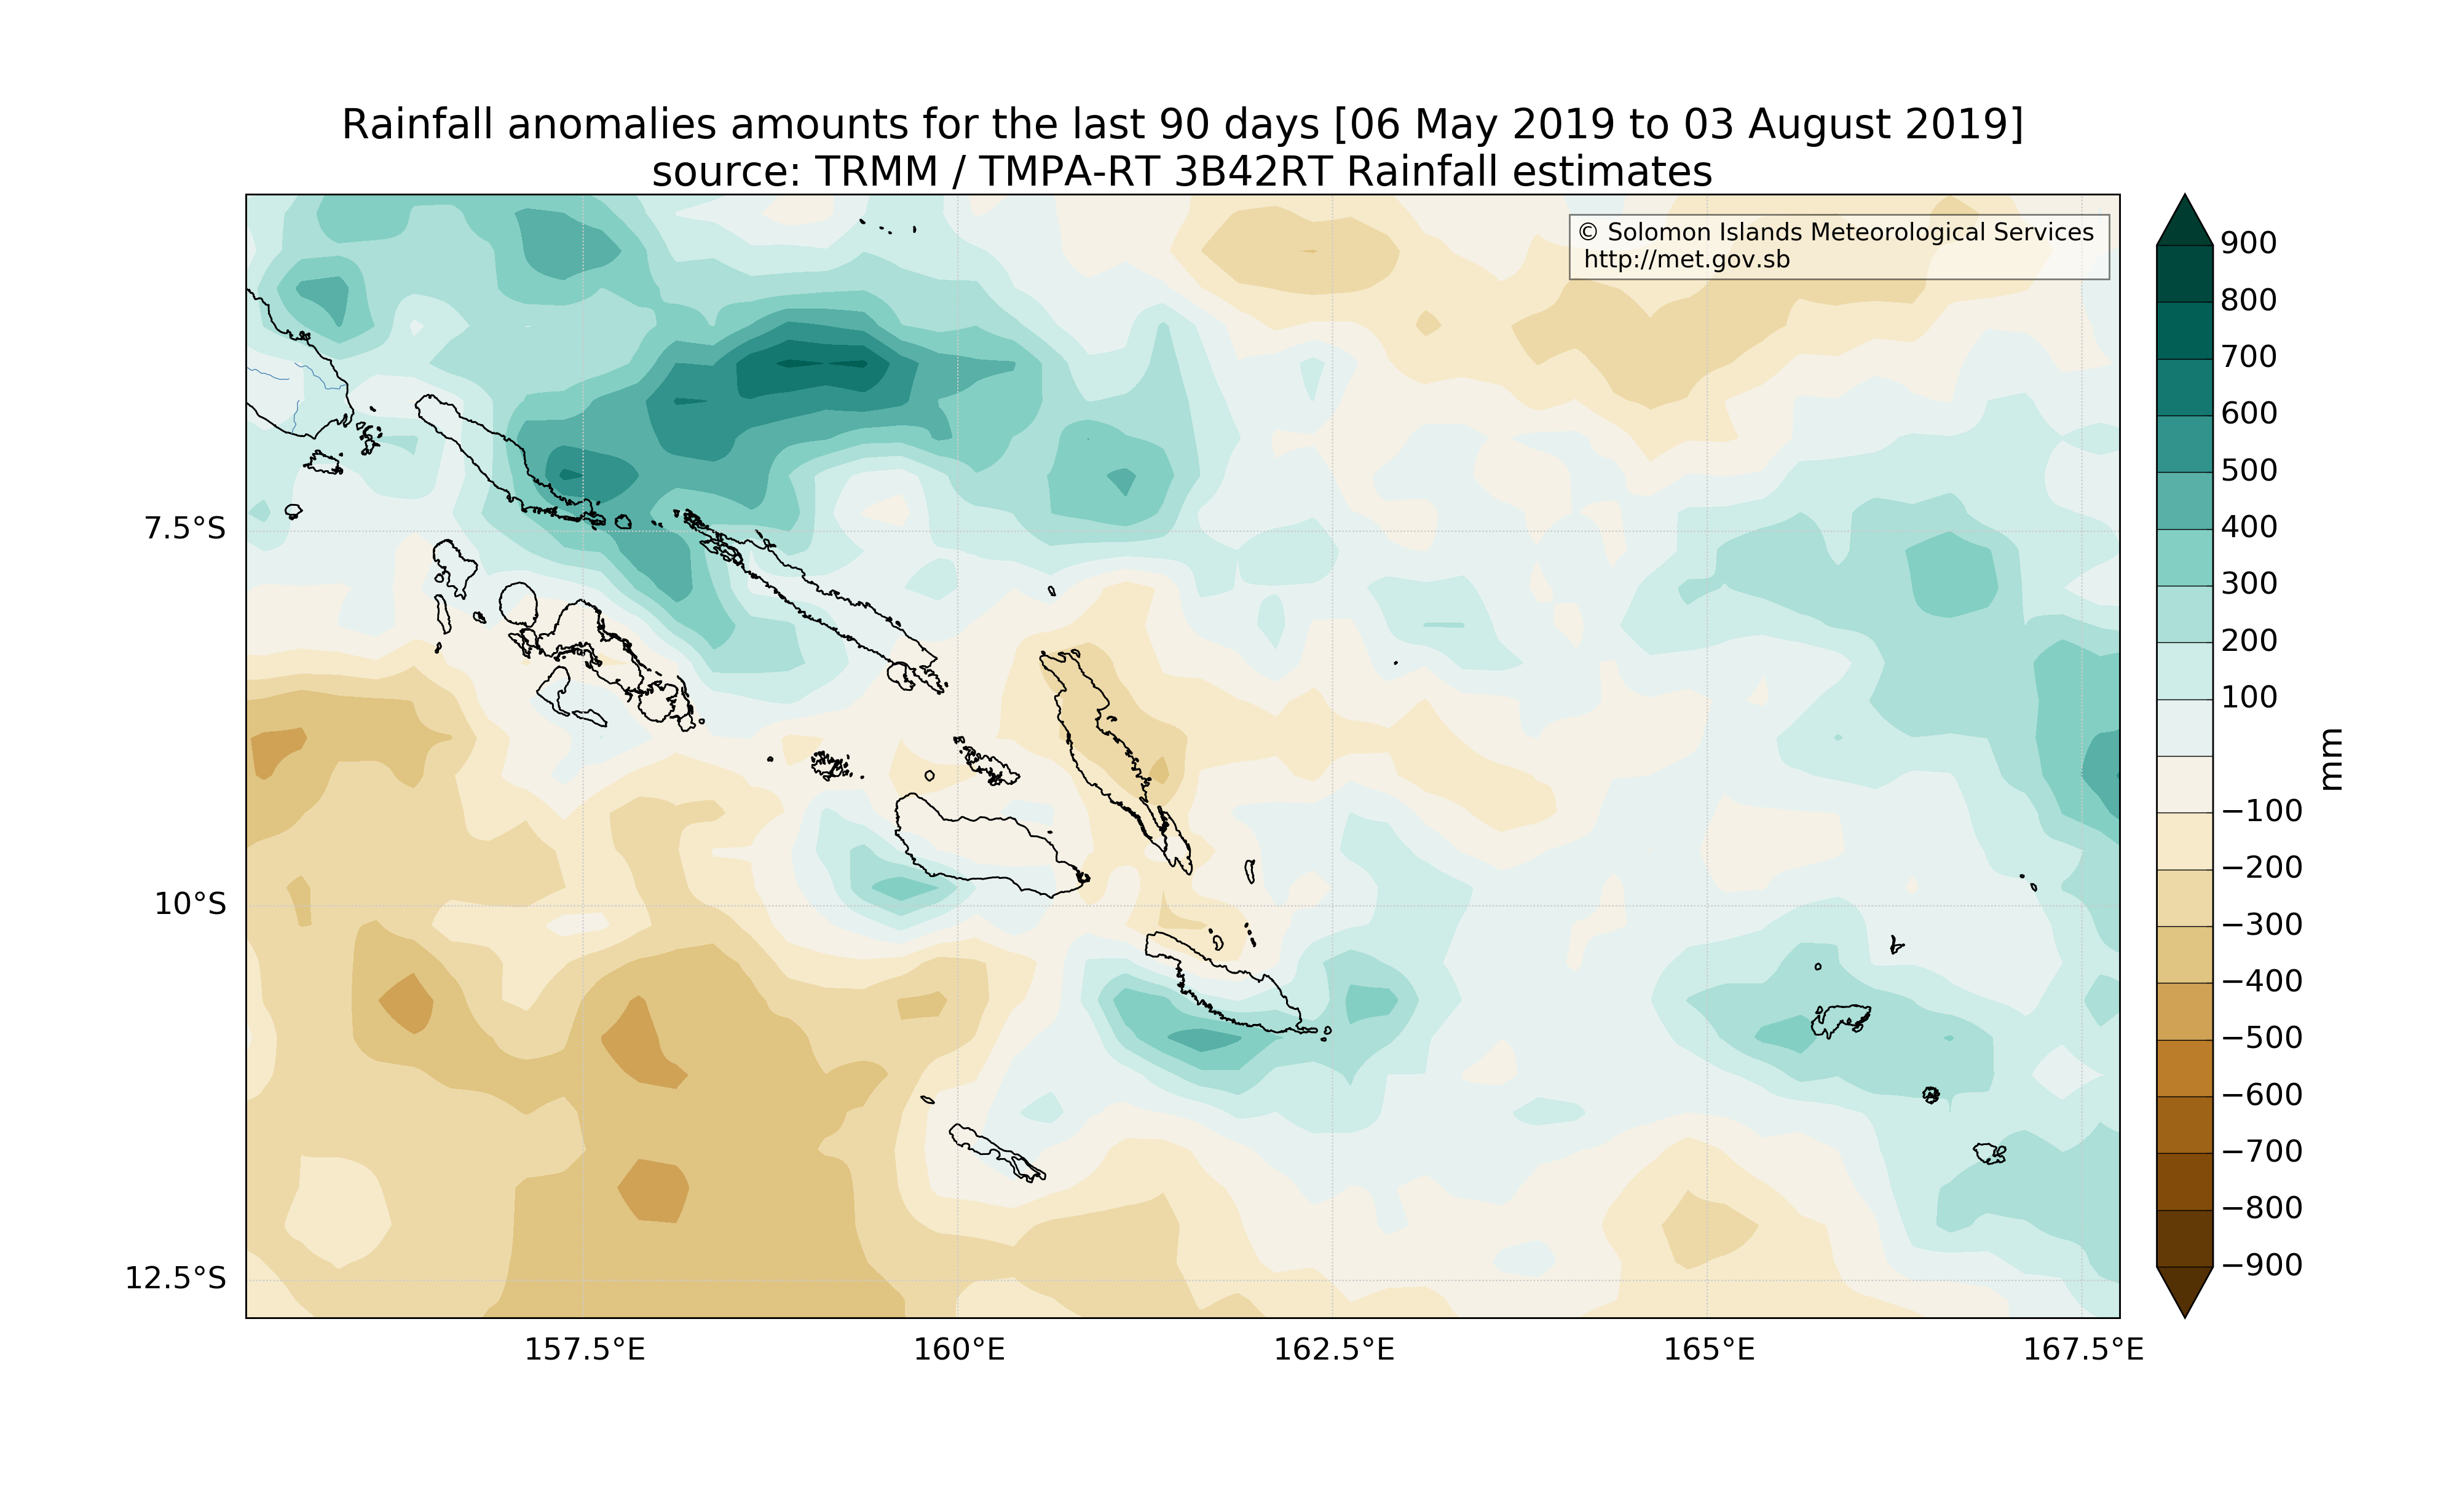 Rainfall anomalies amounts for the last 90 days [06 May 2019 to 03 August 2019]
source: TRMM / TMPA-RT 3B42RT Rainfall estimates
© Solomon Islands Meteorological Services
http://met.gov.sb
7.5°S
10°S
12.5°S
157.5°E
160°E
162.5°E
165°E
167.5°E
900
800
700
600
500
400
300
200
100
−100
−200
−300
−400
−500
−600
−700
−800
−900
mm